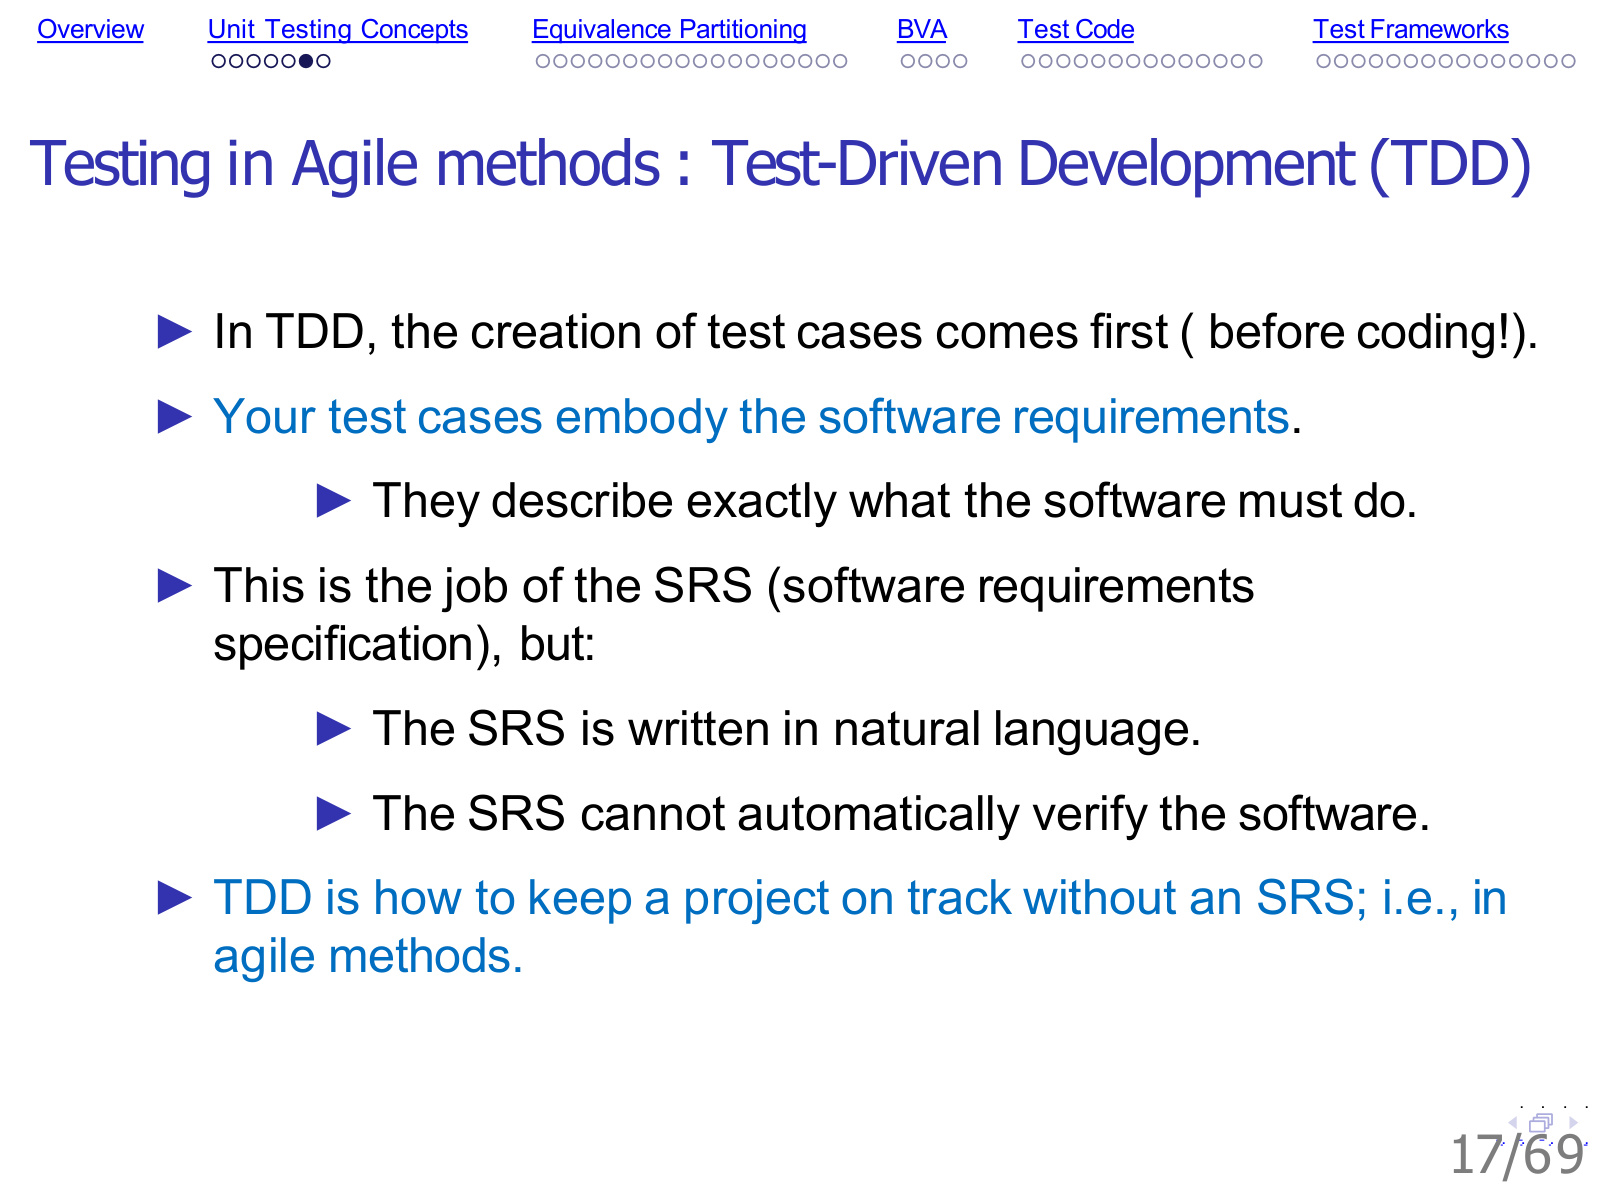 Overview Unit Testing Concepts Equivalence Partitioning BVA Test Code Test Frameworks
Testing in Agile methods : Test-Driven Development (TDD)
In TDD, the creation of test cases comes first ( before coding!).
Your test cases embody the software requirements.
They describe exactly what the software must do.
This is the job of the SRS (software requirements
specification), but:
The SRS is written in natural language.
The SRS cannot automatically verify the software.
TDD is how to keep a project on track without an SRS; i.e., in
agile methods.
17/69